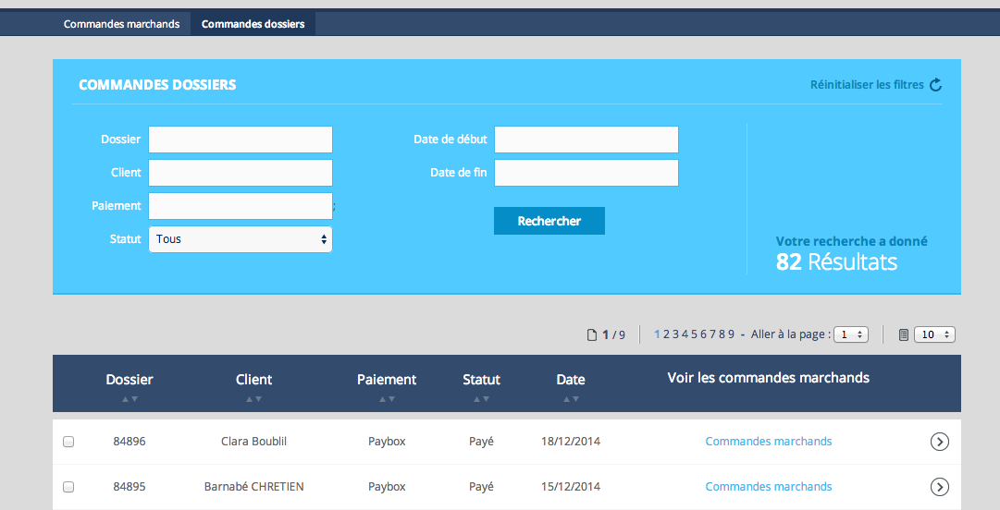 Commandes marchands Commandes dossiers
COMMANDES DOSSIERS Réinitialiser les filtres
Dossier Date de début
Client Date de fin
Paiement ;
Rechercher
Statut Tous
Votre recherche a donné
82 Résultats
1 / 9 1 2 3 4 5 6 7 8 9 - Aller à la page : 1 10
Dossier Client Paiement Statut Date Voir les commandes marchands
84896 Clara Boublil Paybox Payé 18/12/2014 Commandes marchands
84895 Barnabé CHRETIEN Paybox Payé 15/12/2014 Commandes marchands